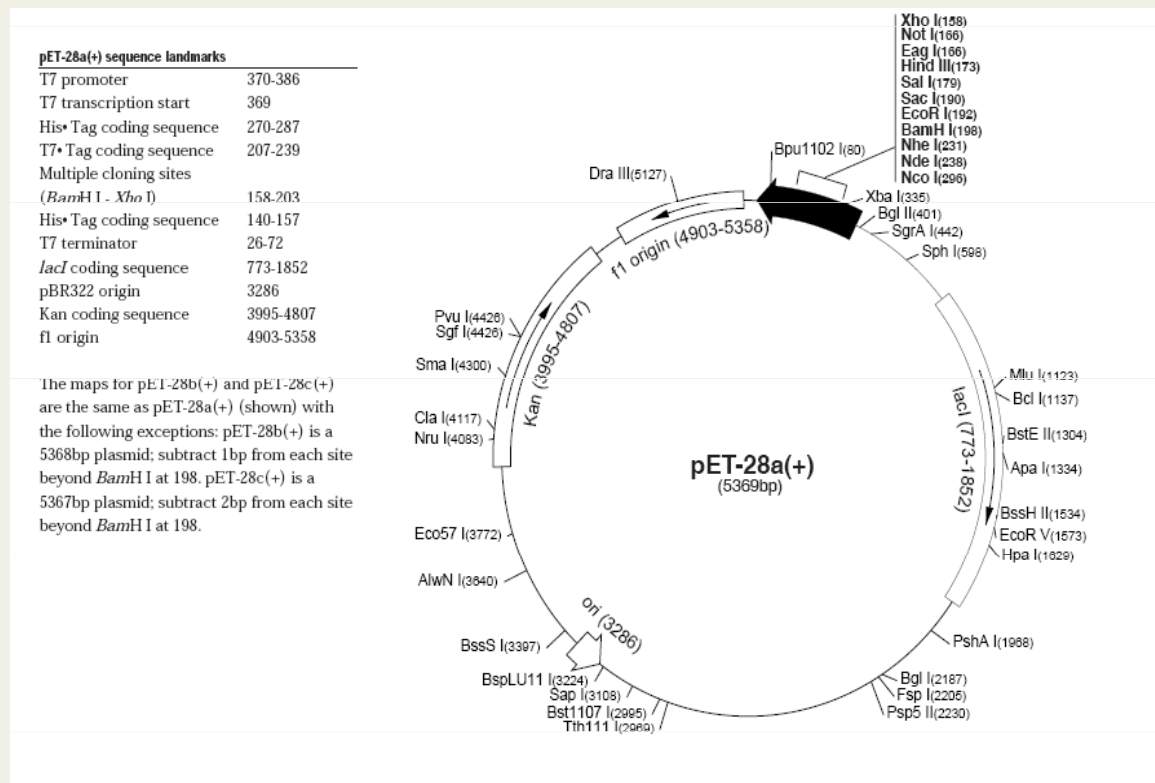 pET-28a(+) sequence landmarks
T7 promoter 370-386
T7 transcription start 369
His•Tag coding sequence 270-287
T7•Tag coding sequence 207-239
Multiple cloning sites
(BamH I - Xho I) 158-203
His•Tag coding sequence 140-157
T7 terminator 26-72
lacI coding sequence 773-1852
pBR322 origin 3286
Kan coding sequence 3995-4807
f1 origin 4903-5358
The maps for pET-28b(+) and pET-28c(+)
are the same as pET-28a(+) (shown) with
the following exceptions: pET-28b(+) is a
5368bp plasmid; subtract 1bp from each site
beyond BamH I at 198. pET-28c(+) is a
5367bp plasmid; subtract 2bp from each site
beyond BamH I at 198.
Xho I(158)
Not I(166)
Eag I(166)
Hind III(173)
Sal I(179)
Sac I(190)
EcoR I(192)
BamH I(198)
Nhe I(231)
Nde I(238)
Nco I(296)
Bpu1102 I(80)
Dra III(5127)
Xba I(335)
Bgl II(401)
SgrA I(442)
Sph I(598)
f1 origin (4903-5358)
Pvu I(4426)
Sgf I(4426)
Sma I(4300)
Kan (3995-4807)
Cla I(4117)
Nru I(4083)
Mlu I(1123)
Bcl I(1137)
BstE II(1304)
Apa I(1334)
lacI (773-1852)
BssH II(1534)
EcoR V(1573)
Hpa I(1629)
pET-28a(+)
(5369bp)
Eco57 I(3772)
AlwN I(3640)
ori (3286)
BssS I(3397)
BspLU11 I(3224)
Sap I(3108)
Bst1107 I(2995)
Tth111 I(2969)
PshA I(1968)
Bgl I(2187)
Fsp I(2205)
Psp5 II(2230)